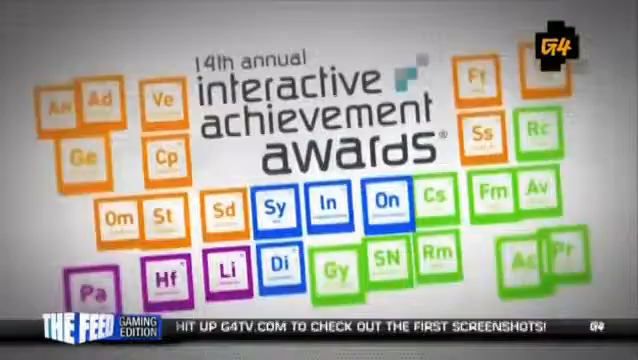 G4
14th annual
interactive
achievement
awards®
Ad
Ve
Ge
Cp
Ss
Rc
Om
St
Sd
Sy
In
On
Cs
Fm
Av
Pa
Hf
Li
Di
Gy
SN
Rm
Pr
THE FEED
GAMING
EDITION
HIT UP G4TV.COM TO CHECK OUT THE FIRST SCREENSHOTS!
G4